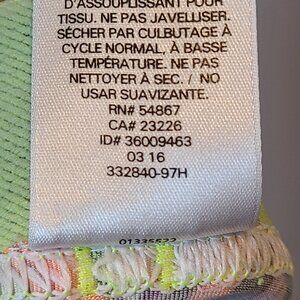 D'ASSOUPLISSANT POUR
TISSU. NE PAS JAVELLISER.
SÉCHER PAR CULBUTAGE À
CYCLE NORMAL, À BASSE
TEMPÉRATURE. NE PAS
NETTOYER À SEC. / NO
USAR SUAVIZANTE.
RN# 54867
CA# 23226
ID# 36009463
03 16
332840-97H
01335522